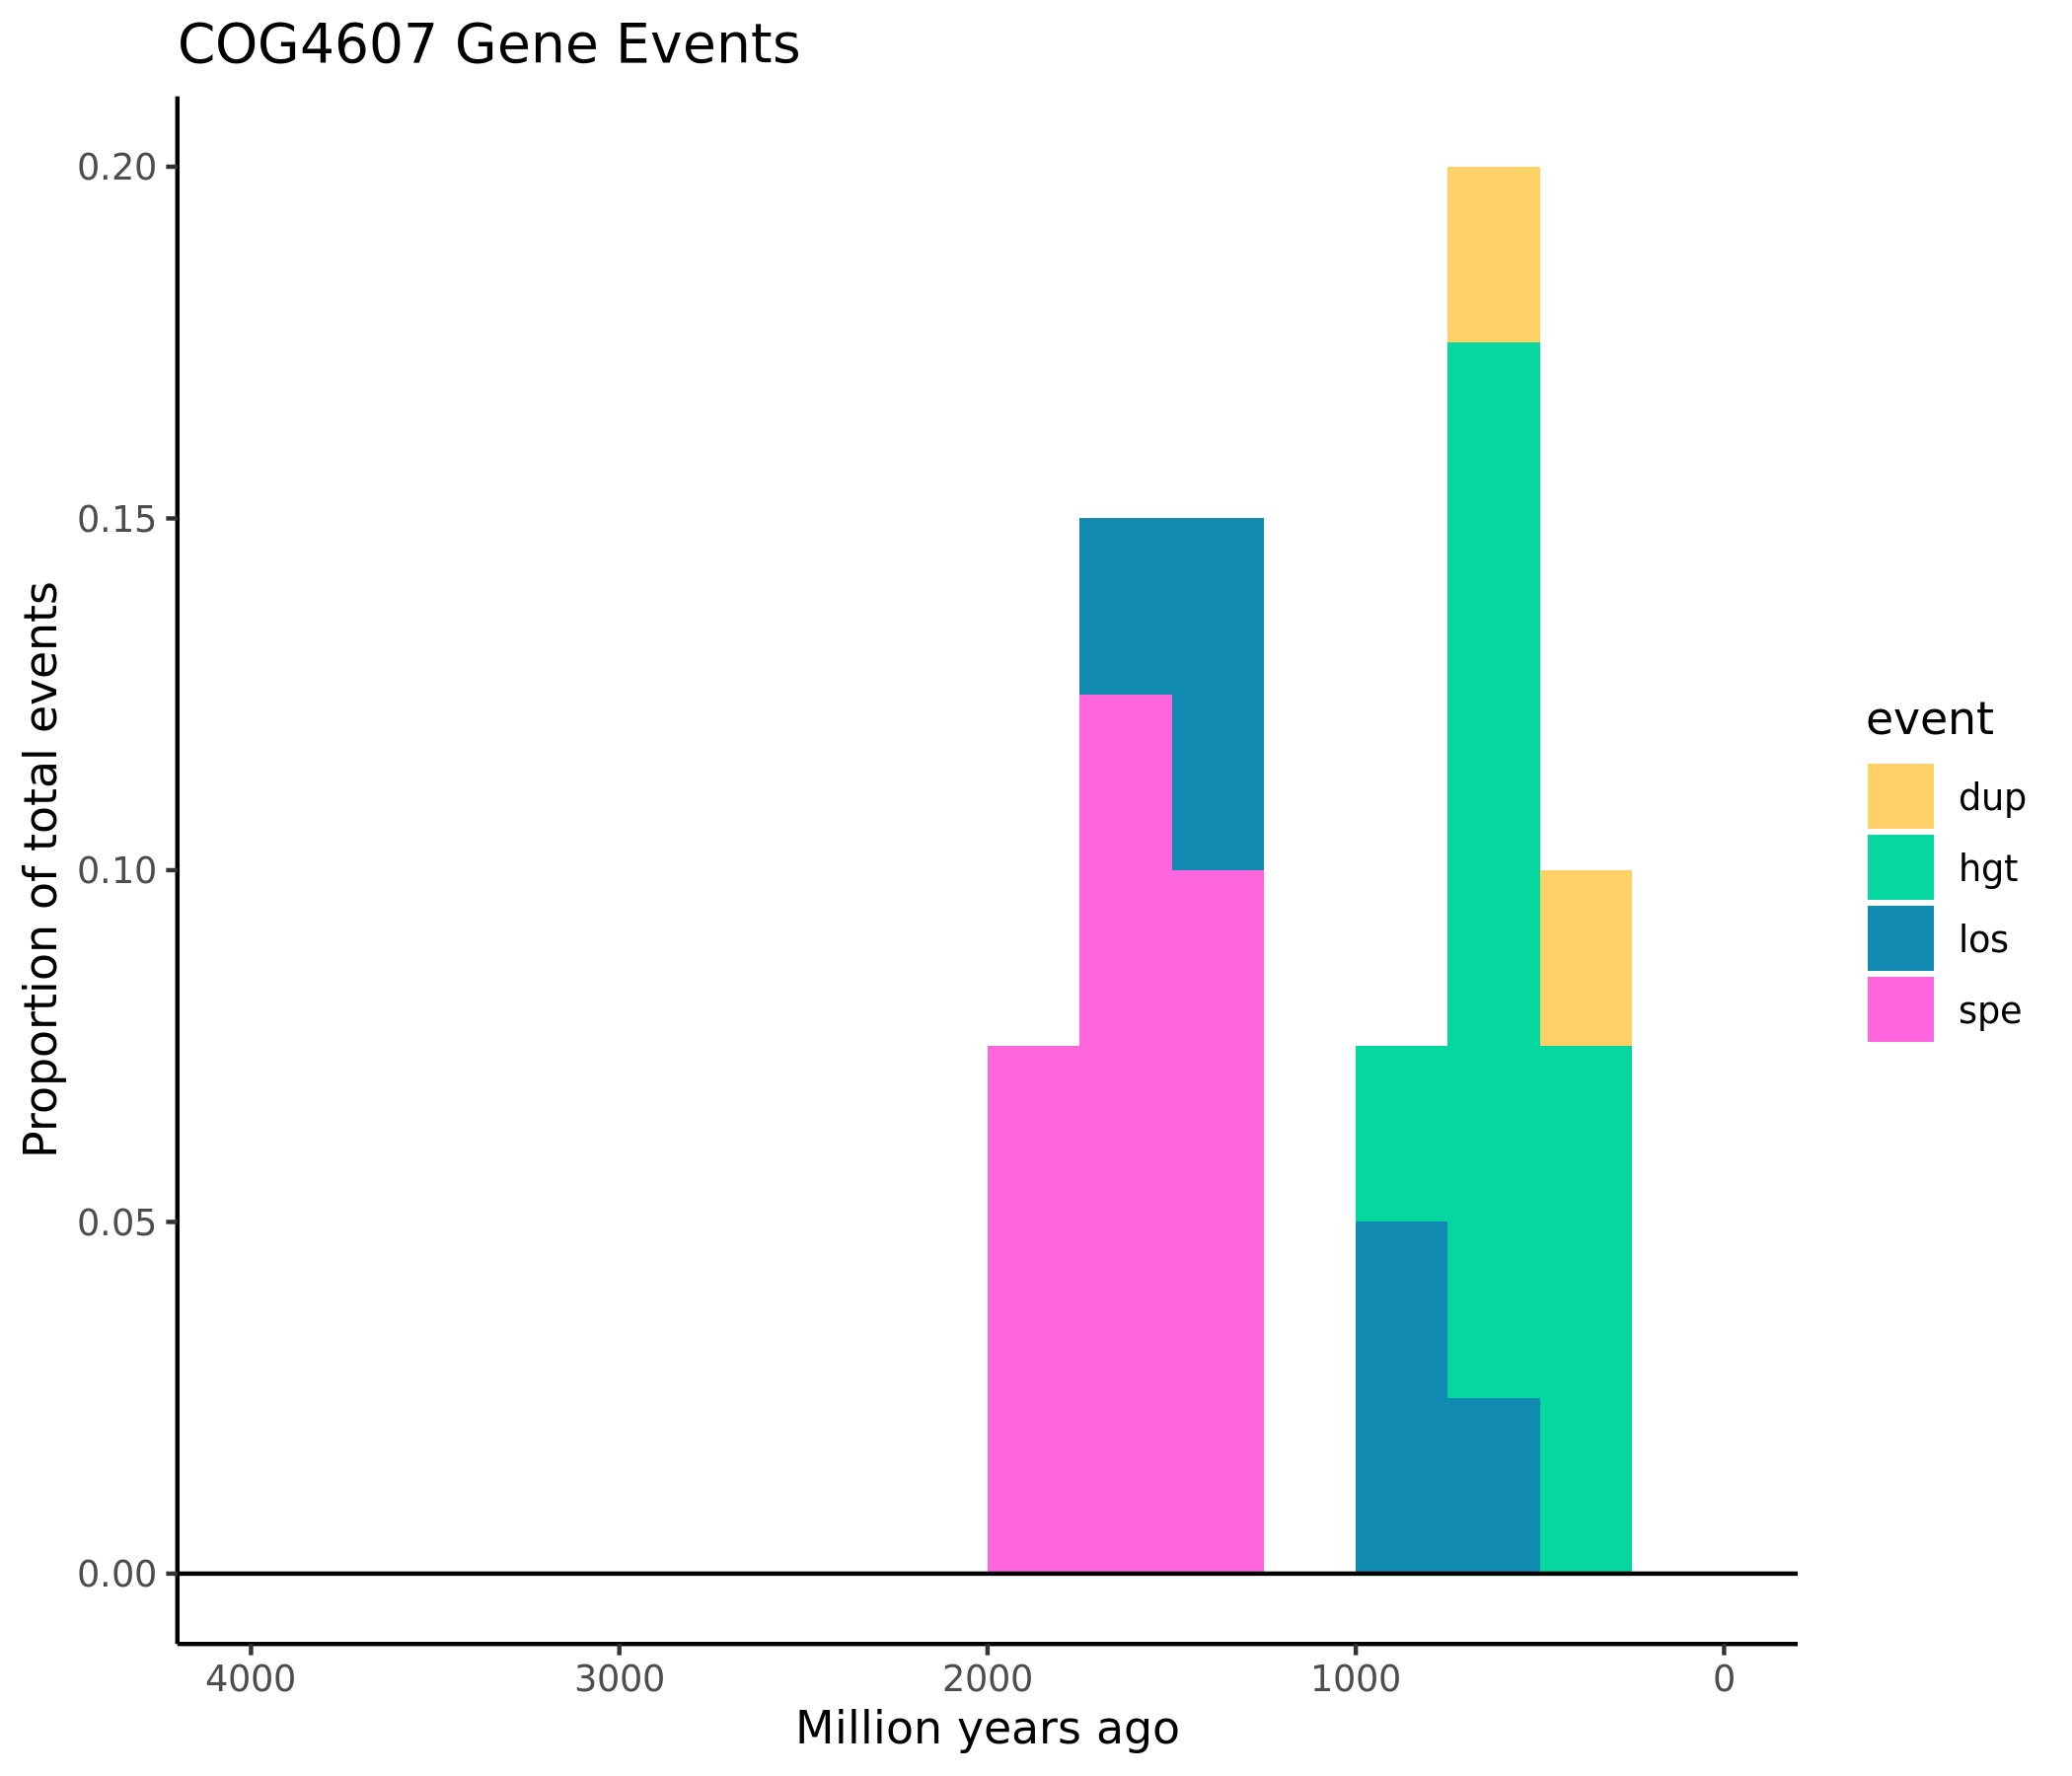 COG4607 Gene Events
Proportion of total events
0.20
0.15
0.10
0.05
0.00
4000 3000 2000 1000 0
Million years ago
event
dup
hgt
los
spe